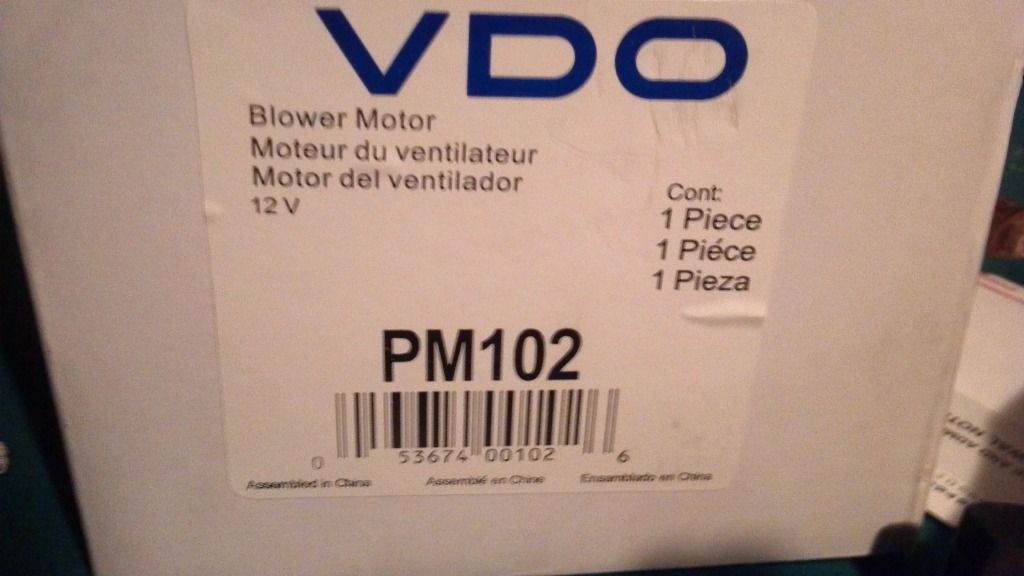 VDO
Blower Motor
Moteur du ventilateur
Motor del ventilador
12 V
Cont:
1 Piece
1 Piéce
1 Pieza
PM102
0 53674 00102 6
Assembled in China Assemblé en Chine Ensamblado en China